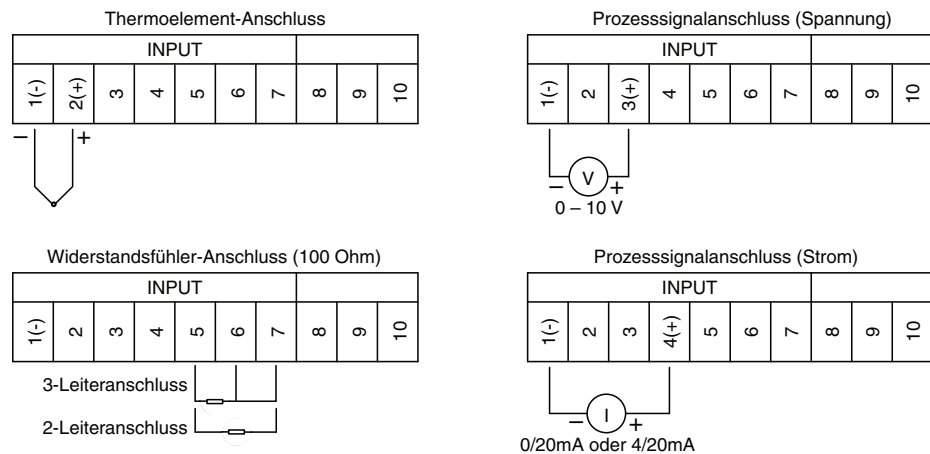 Thermoelement-Anschluss
INPUT
1(-) 2(+) 3 4 5 6 7 8 9 10
− +
Prozesssignalanschluss (Spannung)
INPUT
1(-) 2 3(+) 4 5 6 7 8 9 10
− V +
0 – 10 V
Widerstandsfühler-Anschluss (100 Ohm)
INPUT
1(-) 2 3 4 5 6 7 8 9 10
3-Leiteranschluss
2-Leiteranschluss
Prozesssignalanschluss (Strom)
INPUT
1(-) 2 3 4(+) 5 6 7 8 9 10
− I +
0/20mA oder 4/20mA